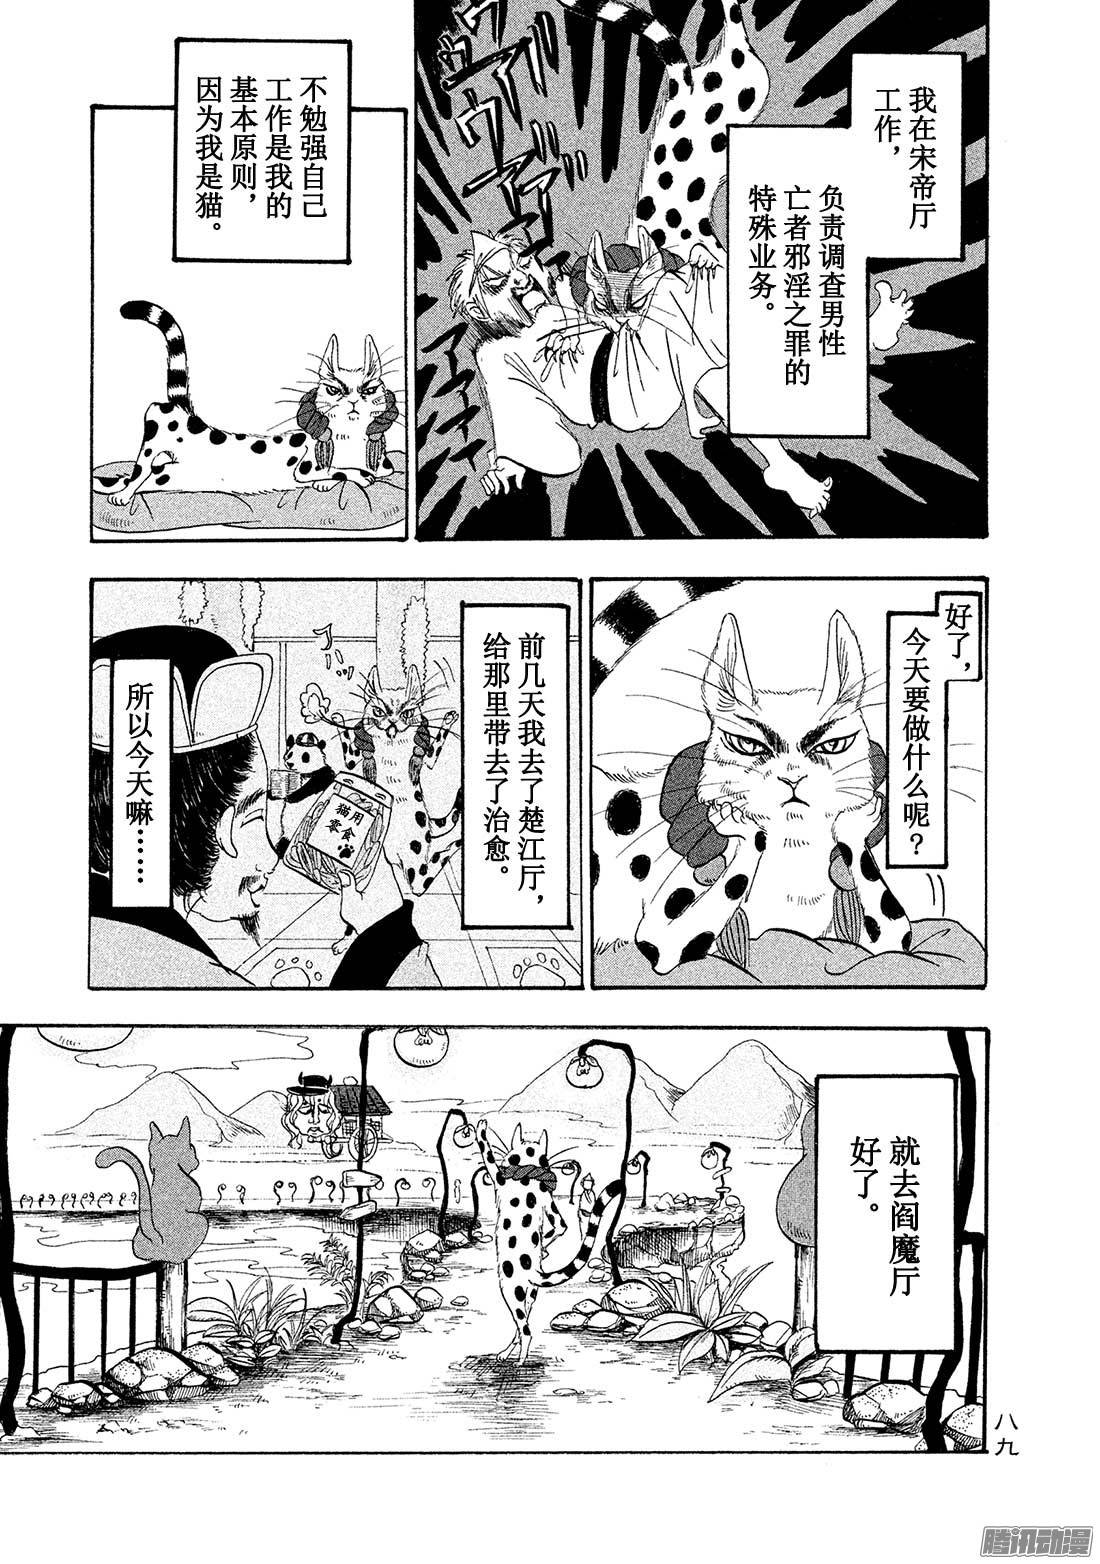 我在宋帝厅
工作，
负责调查男性
亡者邪淫之罪的
特殊业务。
不勉强自己
工作是我的
基本原则，
因为我是猫。
好了，
今天要做什么呢？
前几天我去了楚江厅，
给那里带去了治愈。
猫用
零食
所以今天嘛……
就去阎魔厅
好了。
八九
腾讯动漫